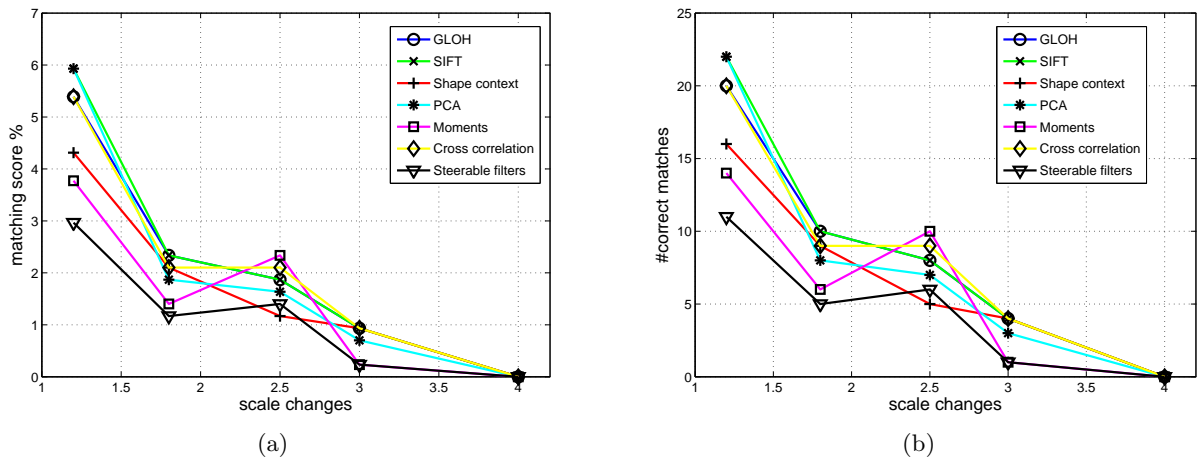 7
6
5
4
3
2
1
0
matching score %
1 1.5 2 2.5 3 3.5 4
scale changes
GLOH
SIFT
Shape context
PCA
Moments
Cross correlation
Steerable filters
(a)
25
20
15
10
5
0
#correct matches
1 1.5 2 2.5 3 3.5 4
scale changes
GLOH
SIFT
Shape context
PCA
Moments
Cross correlation
Steerable filters
(b)